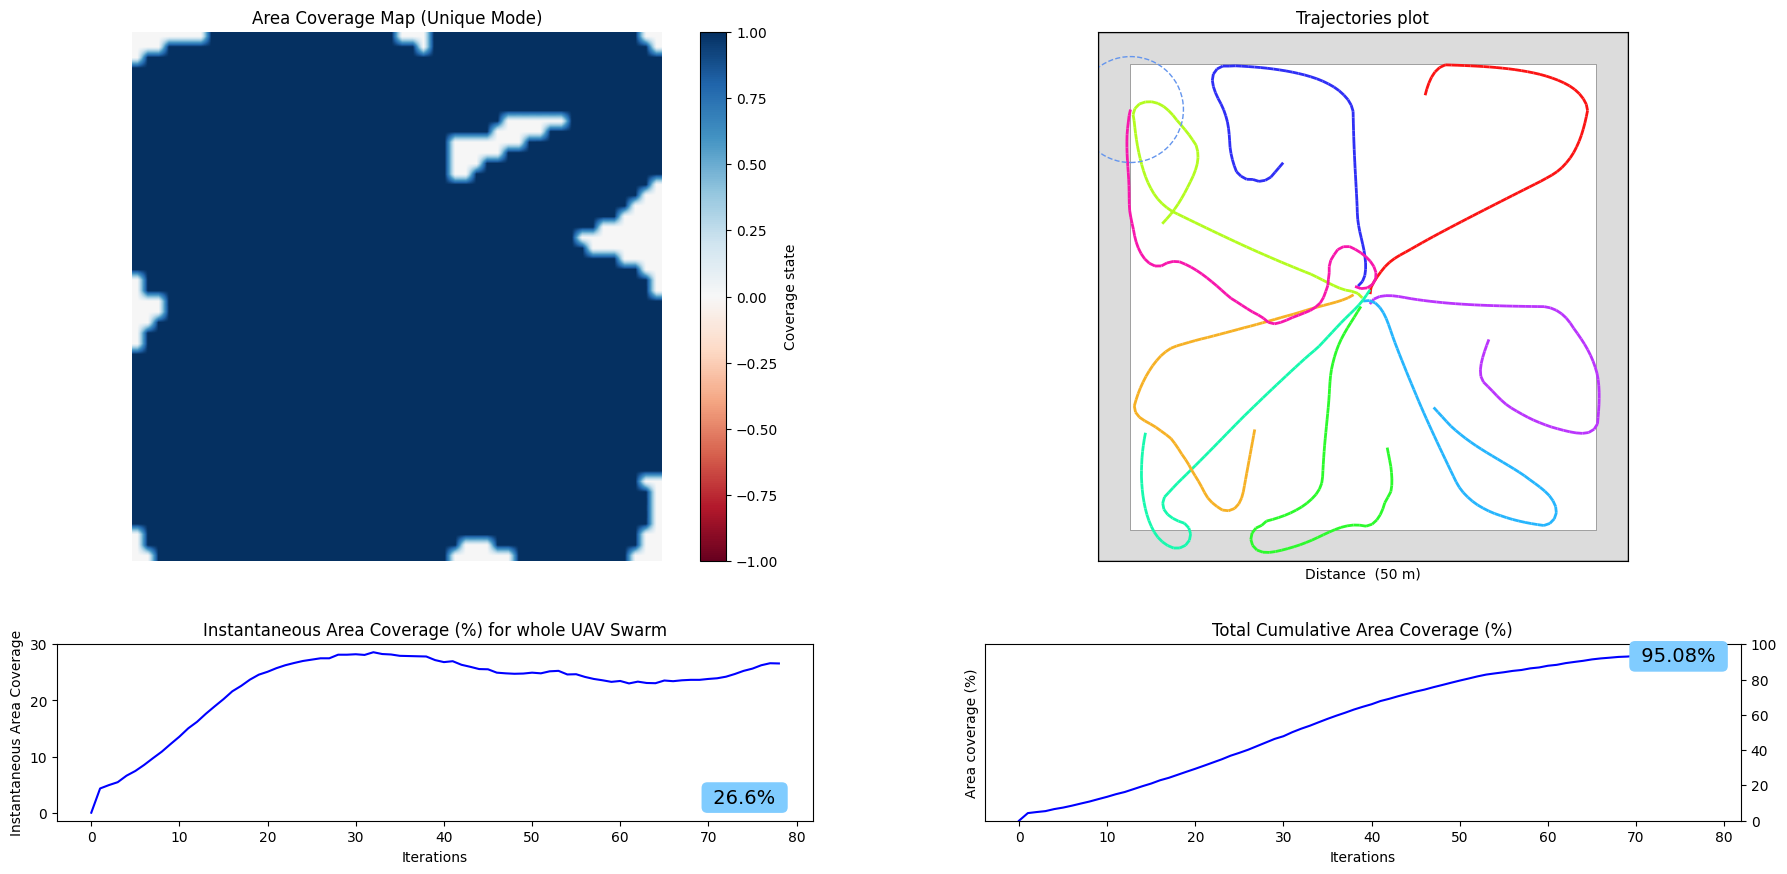 Area Coverage Map (Unique Mode)
1.00
0.75
0.50
0.25
0.00
−0.25
−0.50
−0.75
−1.00
Coverage state
Trajectories plot
Distance  (50 m)
Instantaneous Area Coverage (%) for whole UAV Swarm
Instantaneous Area Coverage
30
20
10
0
26.6%
0 10 20 30 40 50 60 70 80
Iterations
Total Cumulative Area Coverage (%)
Area coverage (%)
95.08%
100
80
60
40
20
0
0 10 20 30 40 50 60 70 80
Iterations